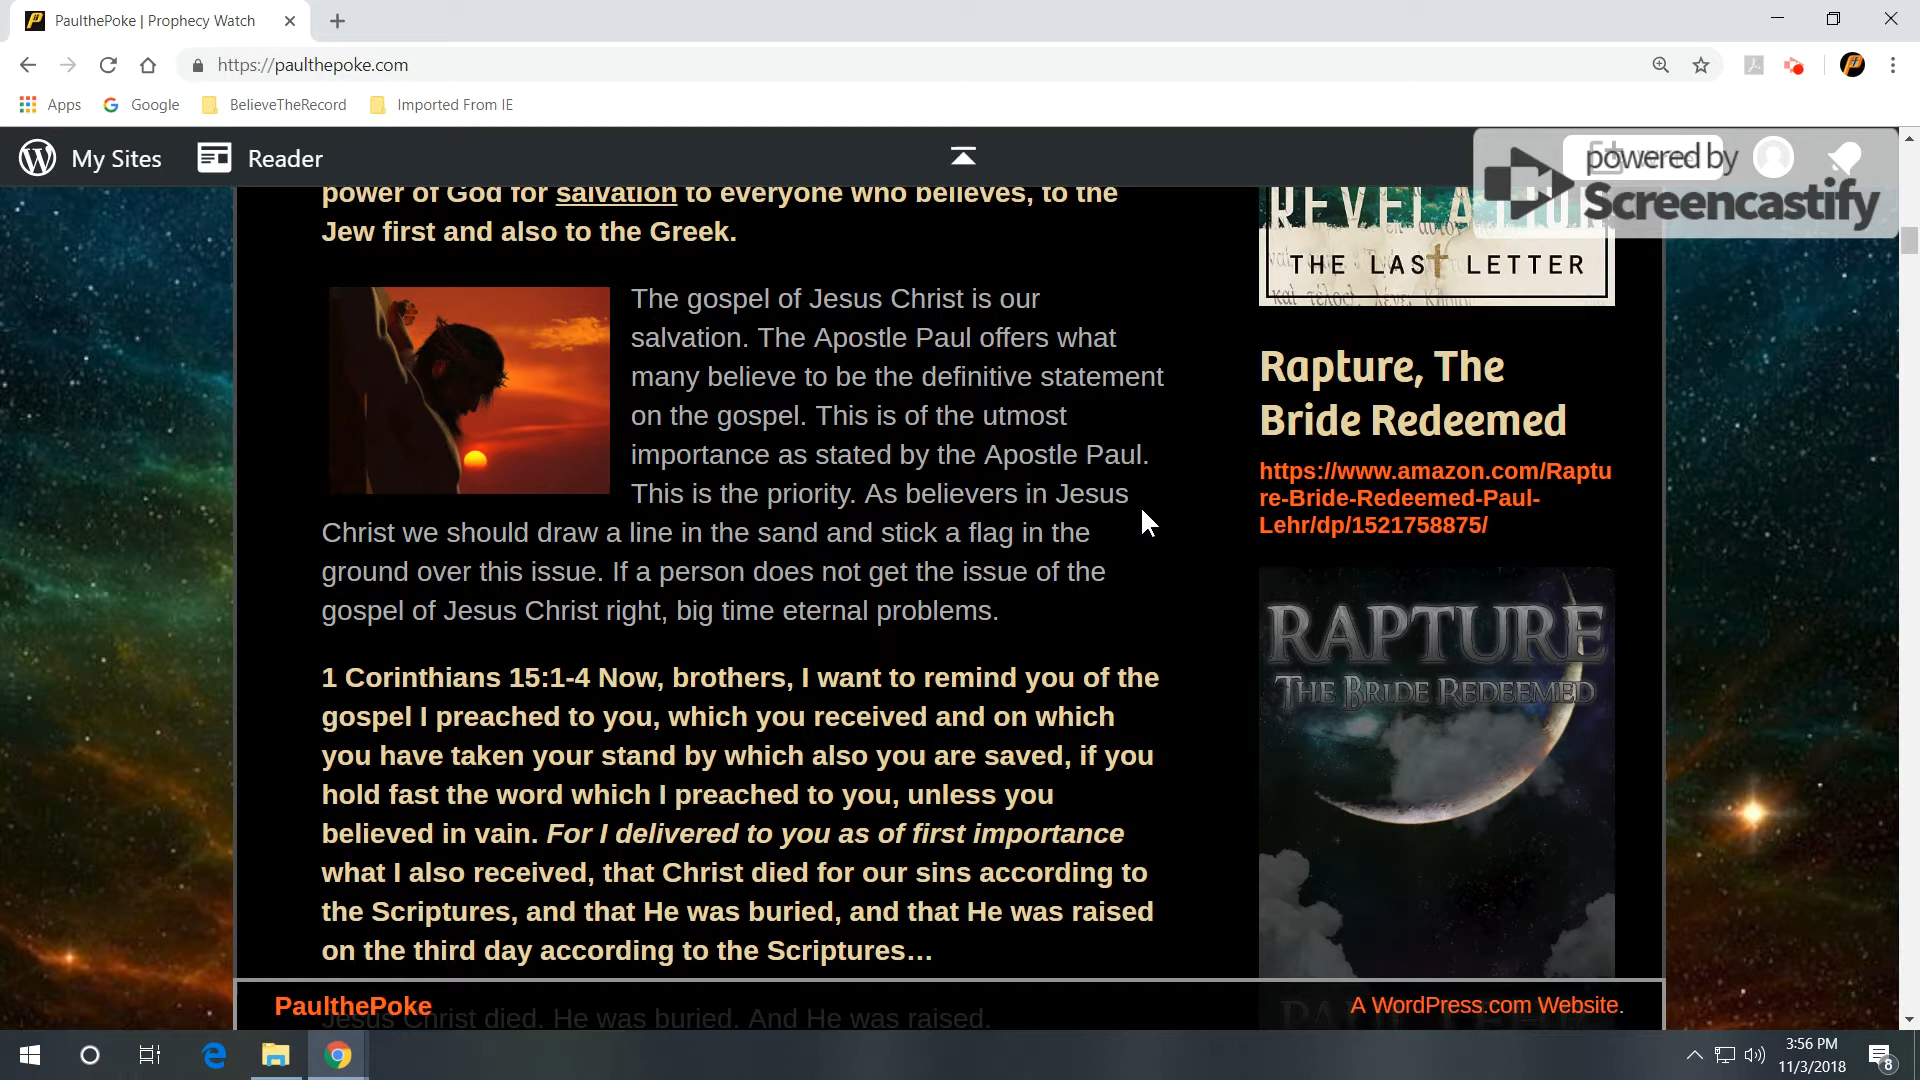 PaulthePoke | Prophecy Watch
https://paulthepoke.com
Apps
Google
BelieveTheRecord
Imported From IE
My Sites
Reader
powered by
Screencastify
power of God for salvation to everyone who believes, to the
Jew first and also to the Greek.
The gospel of Jesus Christ is our
salvation. The Apostle Paul offers what
many believe to be the definitive statement
on the gospel. This is of the utmost
importance as stated by the Apostle Paul.
This is the priority. As believers in Jesus
Christ we should draw a line in the sand and stick a flag in the
ground over this issue. If a person does not get the issue of the
gospel of Jesus Christ right, big time eternal problems.
1 Corinthians 15:1-4 Now, brothers, I want to remind you of the
gospel I preached to you, which you received and on which
you have taken your stand by which also you are saved, if you
hold fast the word which I preached to you, unless you
believed in vain. For I delivered to you as of first importance
what I also received, that Christ died for our sins according to
the Scriptures, and that He was buried, and that He was raised
on the third day according to the Scriptures…
Jesus Christ died. He was buried. And He was raised.
THE LAST LETTER
Rapture, The
Bride Redeemed
https://www.amazon.com/Raptu
re-Bride-Redeemed-Paul-
Lehr/dp/1521758875/
RAPTURE
THE BRIDE REDEEMED
PaulthePoke
A WordPress.com Website.
3:56 PM
11/3/2018
8